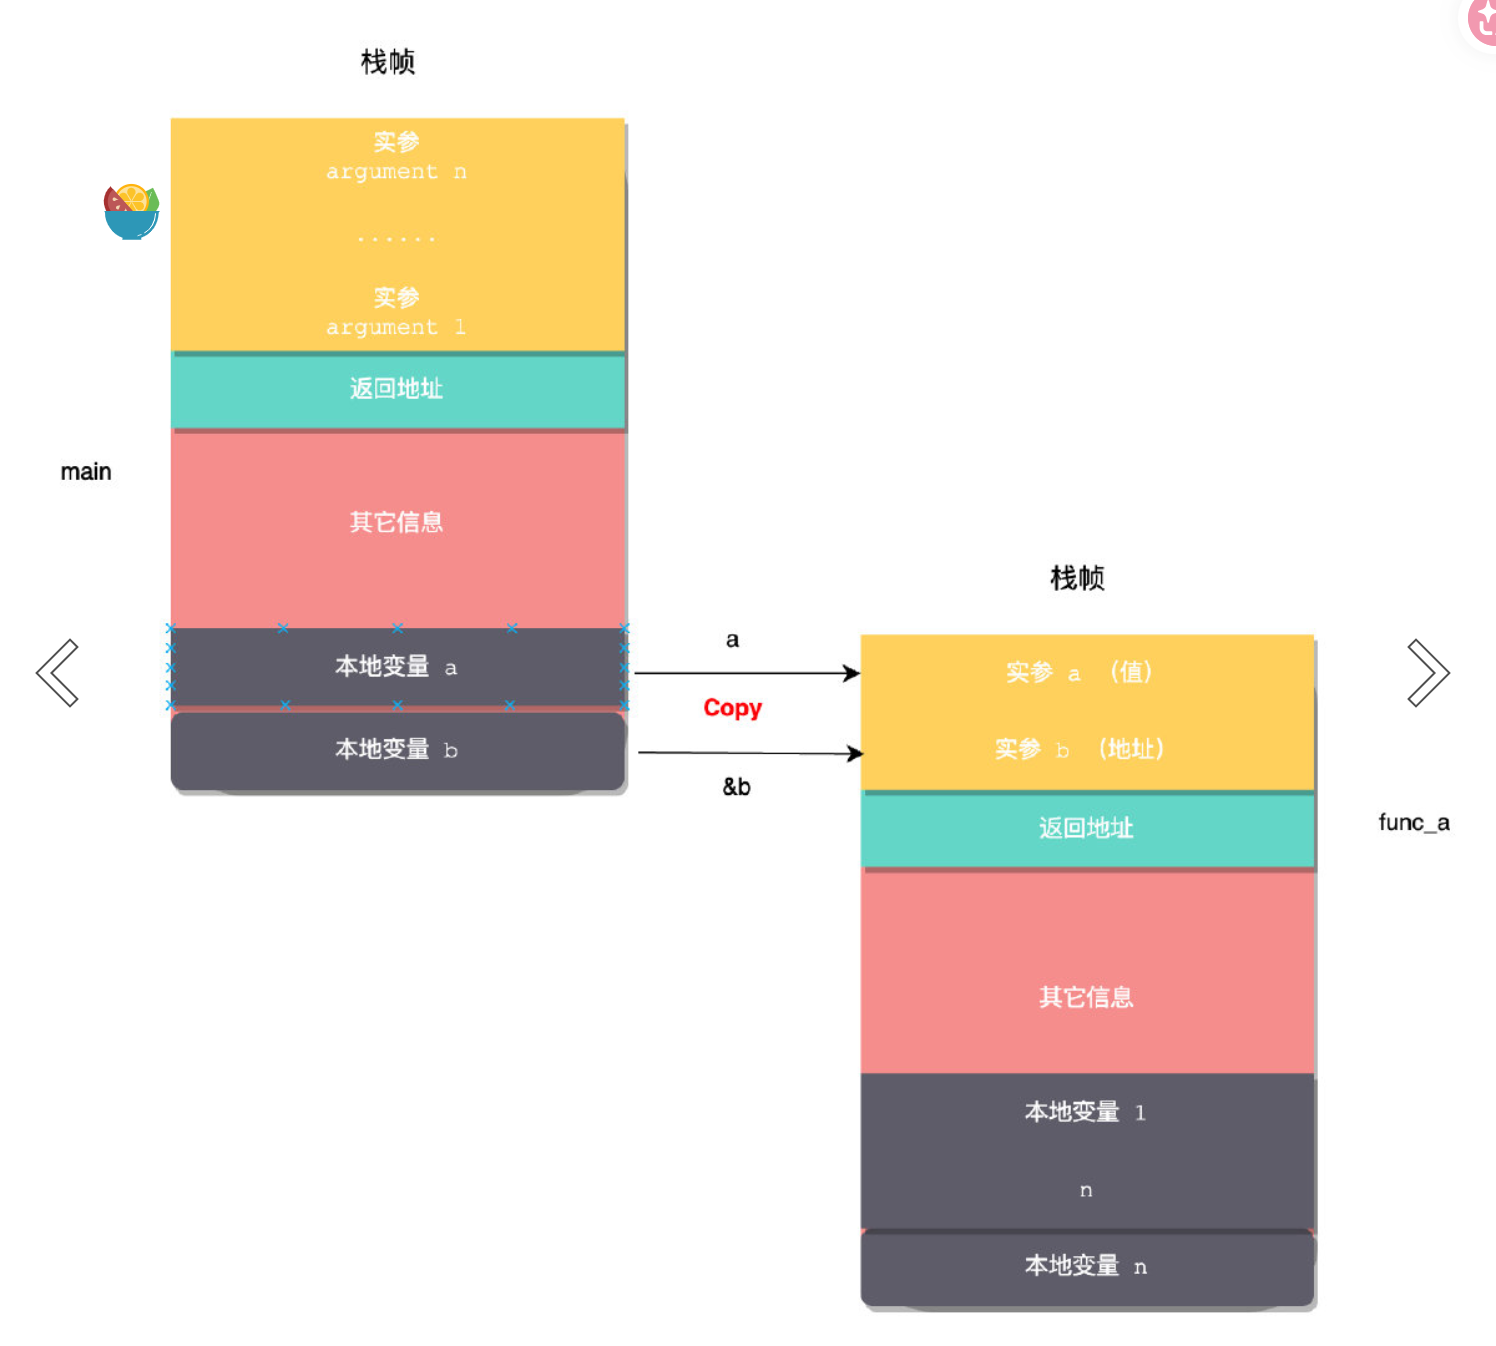 栈帧
实参
argument n
......
实参
argument 1
返回地址
main
其它信息
本地变量 a
本地变量 b
a
Copy
&b
栈帧
实参 a （值）
实参 b （地址）
返回地址
func_a
其它信息
本地变量 1
n
本地变量 n